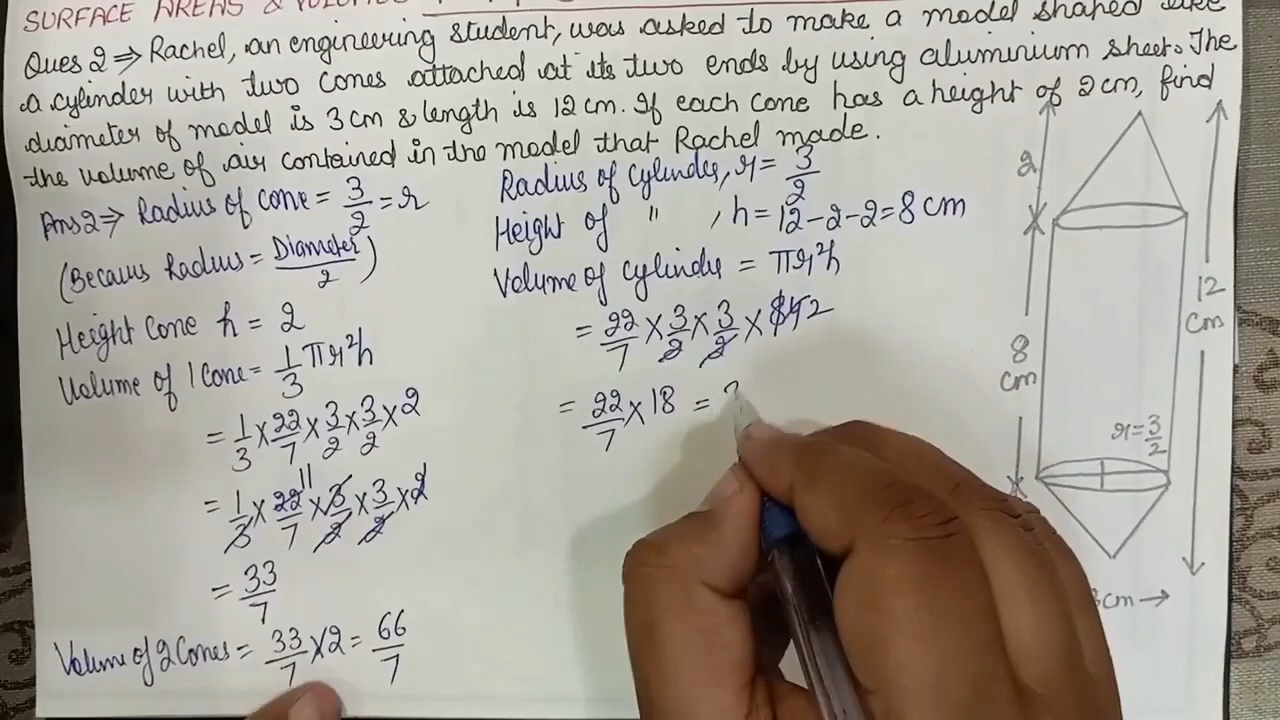 SURFACE AREAS &
Ques 2 ⇒ Rachel, an engineering student, was asked to make a model shaped like
a cylinder with two cones attached at its two ends by using aluminium sheet. The
diameter of model is 3 cm & length is 12 cm. If each cone has a height of 2 cm, find
the volume of air contained in the model that Rachel made.
Ans 2 ⇒ Radius of cone = 3/2 = r
(Becaus Radius = Diameter/2)
Height Cone h = 2
Volume of 1 Cone = 1/3 πr²h
= 1/3 × 22/7 × 3/2 × 3/2 × 2
= 1/3 × 22/7 11 × 3/2 × 3/2 × 2
= 33/7
Volume of 2 Cones = 33/7 × 2 = 66/7
Radius of cylinder, r = 3/2
Height of " , h = 12-2-2 = 8 cm
Volume of cylinder = πr²h
= 22/7 × 3/2 × 3/2 × 8 4 2
= 22/7 × 18 =
2
8
cm
12
cm
r = 3/2
3cm →